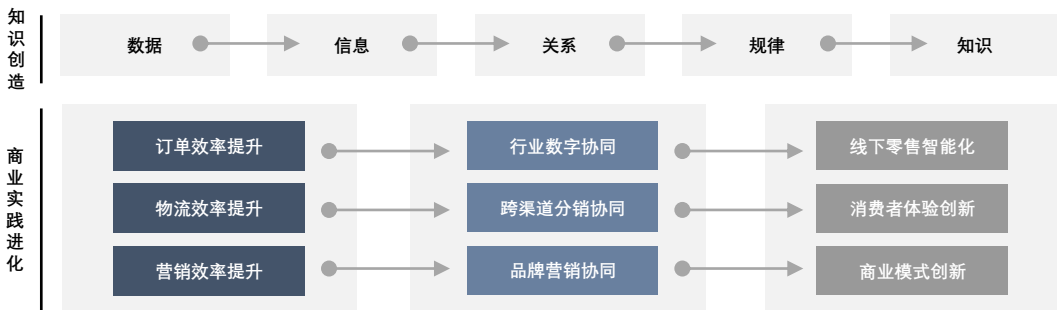 知识创造
数据
信息
关系
规律
知识
商业实践进化
订单效率提升
行业数字协同
线下零售智能化
物流效率提升
跨渠道分销协同
消费者体验创新
营销效率提升
品牌营销协同
商业模式创新